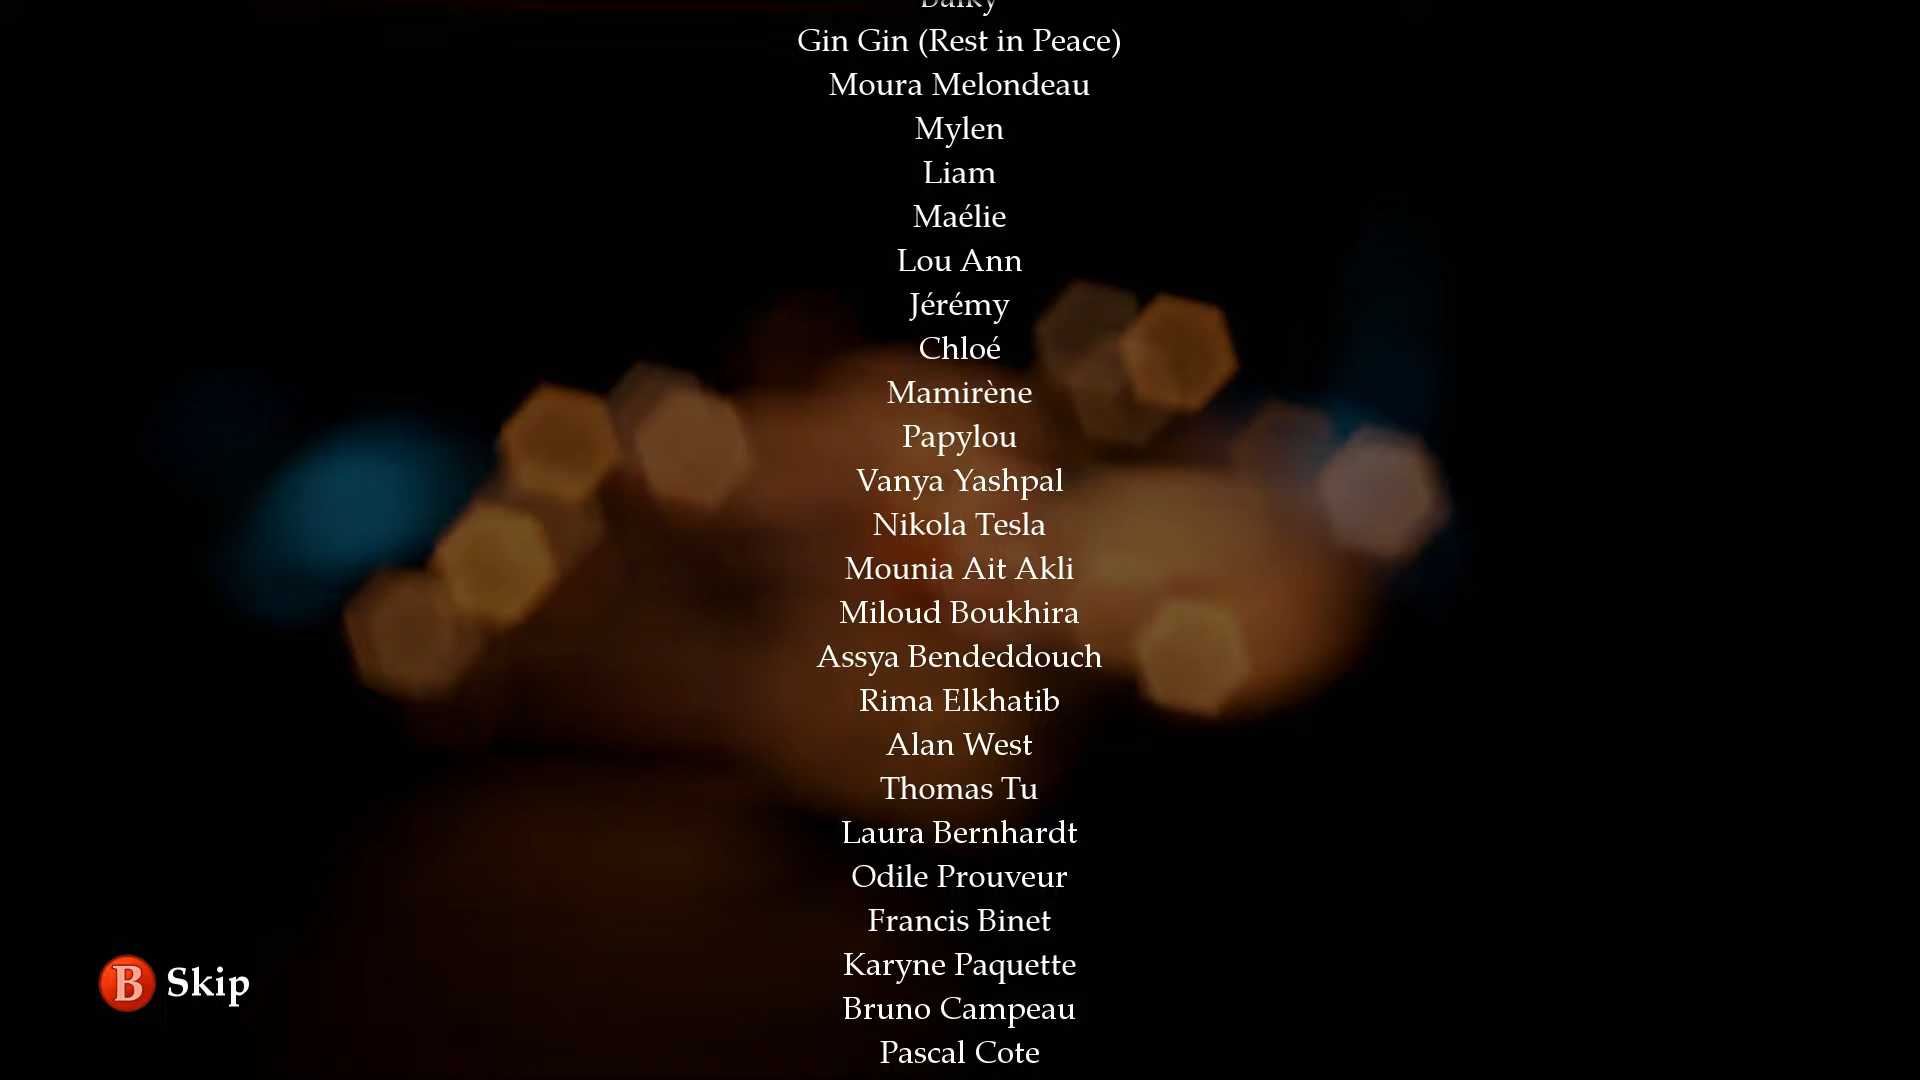 Gin Gin (Rest in Peace)
Moura Melondeau
Mylen
Liam
Maélie
Lou Ann
Jérémy
Chloé
Mamirène
Papylou
Vanya Yashpal
Nikola Tesla
Mounia Ait Akli
Miloud Boukhira
Assya Bendeddouch
Rima Elkhatib
Alan West
Thomas Tu
Laura Bernhardt
Odile Prouveur
Francis Binet
Karyne Paquette
Bruno Campeau
Pascal Cote
B Skip